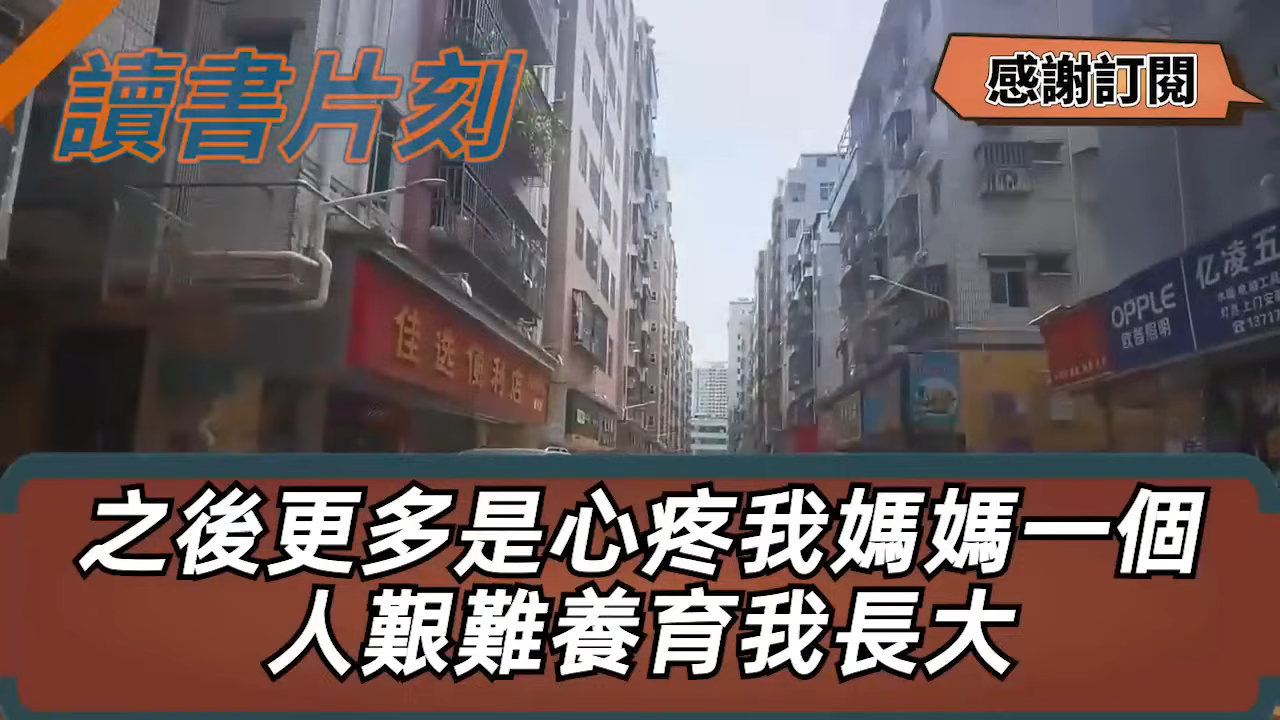 讀書片刻
感謝訂閱
佳选便利店
OPPLE
欧普照明
亿凌五
之後更多是心疼我媽媽一個
人艱難養育我長大